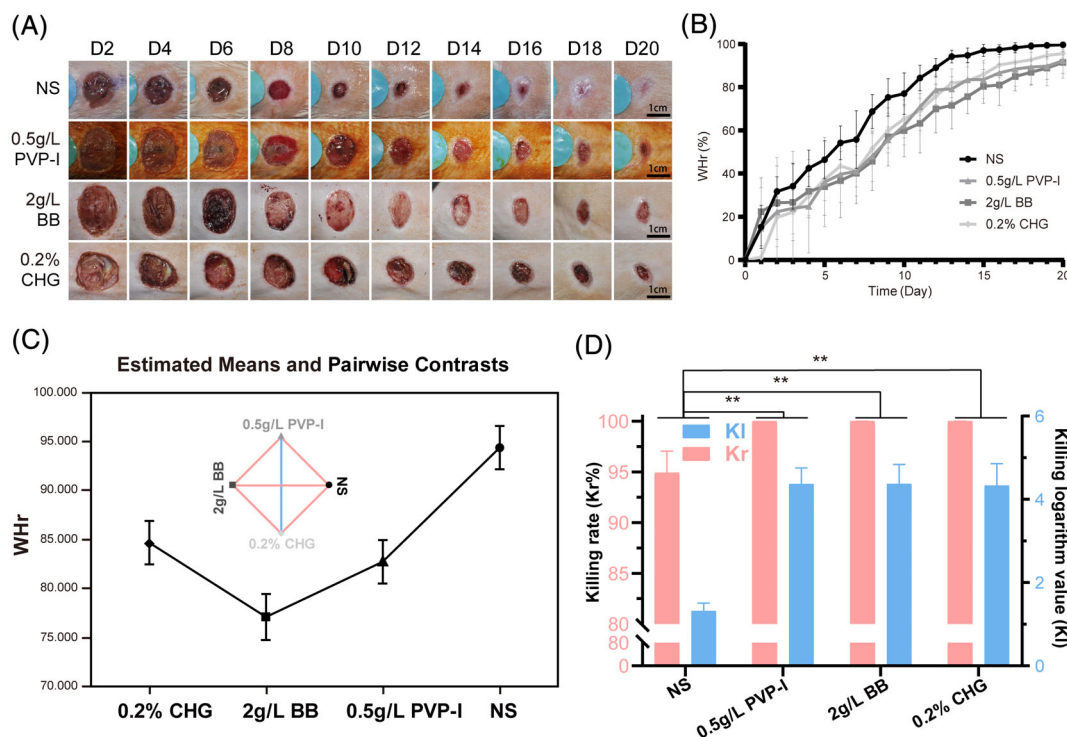 (A)
D2 D4 D6 D8 D10 D12 D14 D16 D18 D20
NS
1cm
0.5g/L
PVP-I
1cm
2g/L
BB
1cm
0.2%
CHG
1cm
(B)
WHr (%)
100
80
60
40
20
0
0 5 10 15 20
Time (Day)
NS
0.5g/L PVP-I
2g/L BB
0.2% CHG
(C)
Estimated Means and Pairwise Contrasts
WHr
100.000
95.000
90.000
85.000
80.000
75.000
70.000
0.5g/L PVP-I
2g/L BB
NS
0.2% CHG
0.2% CHG 2g/L BB 0.5g/L PVP-I NS
(D)
**
**
**
Kl
Kr
Killing rate (Kr%)
100
95
90
85
80
80
0
Killing logarithm value (Kl)
6
4
2
0
NS
0.5g/L PVP-I
2g/L BB
0.2% CHG